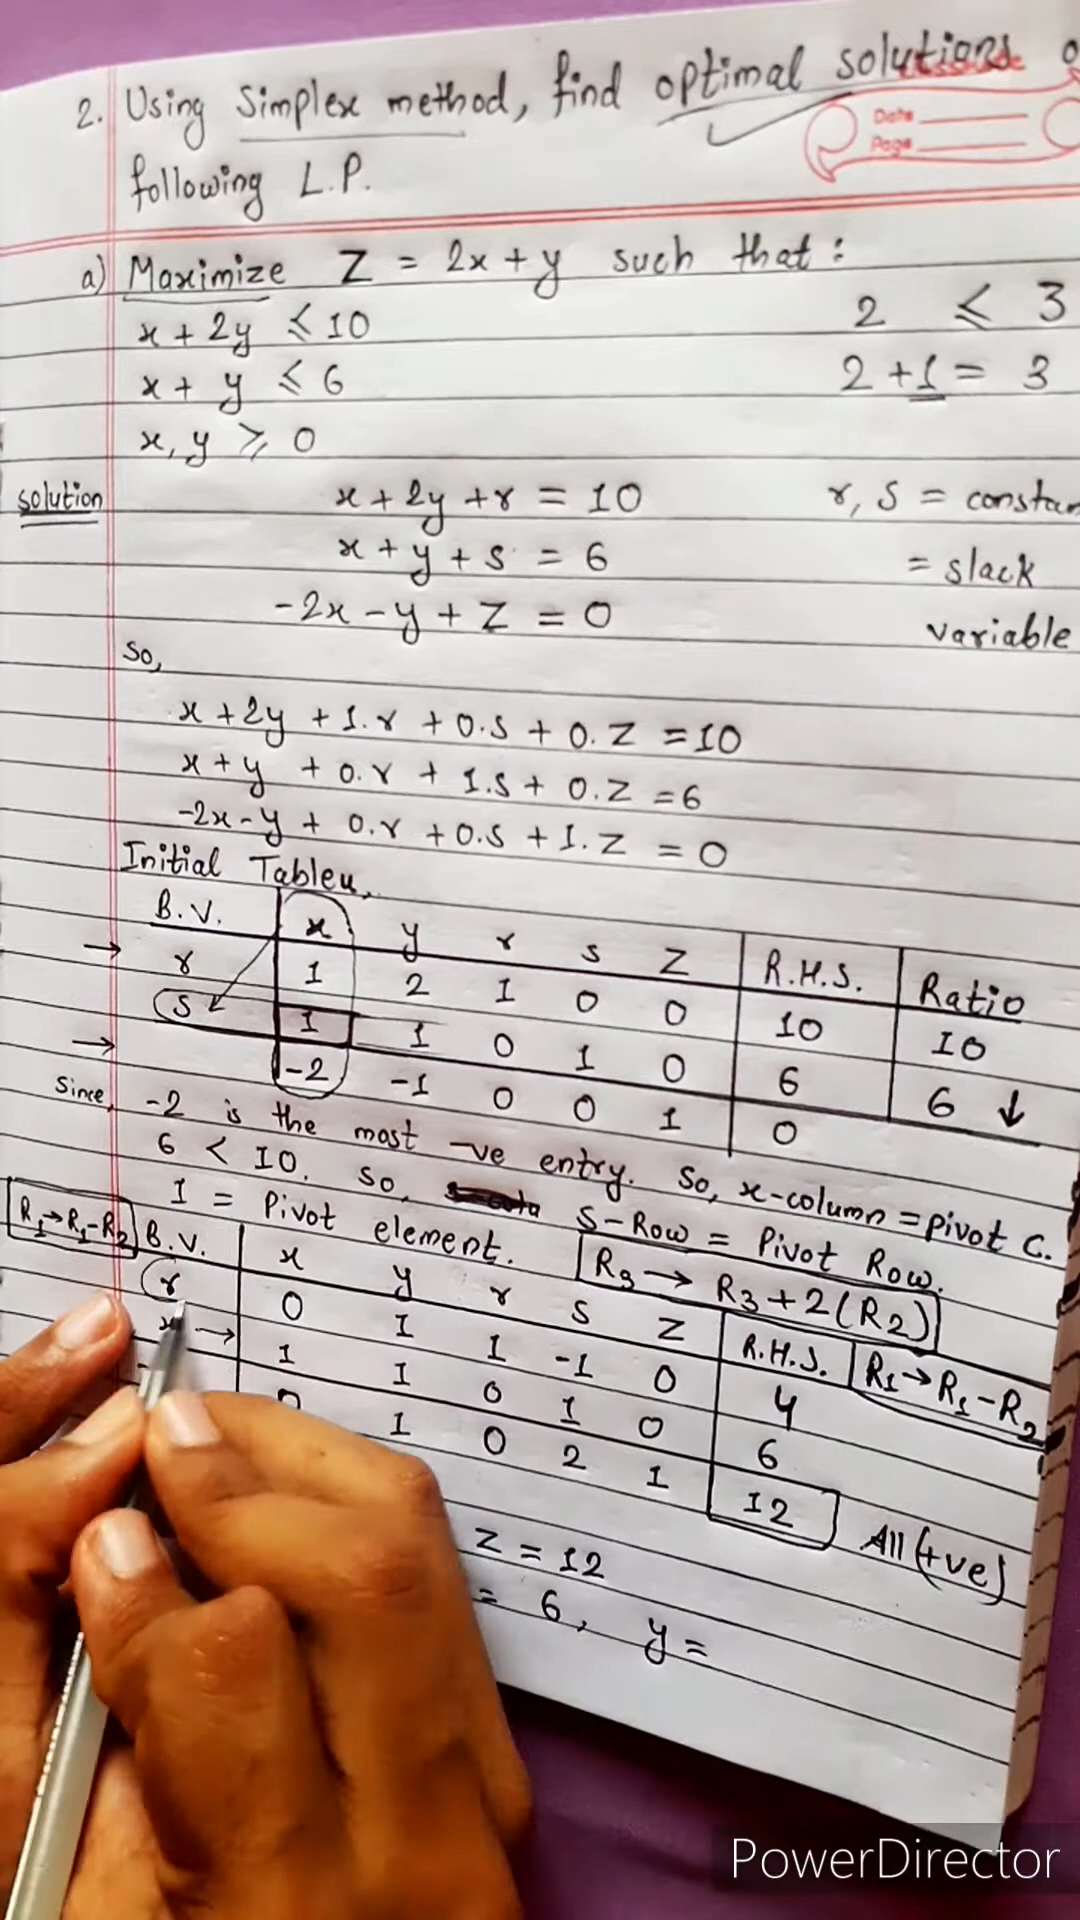 2. Using Simplex method, find optimal solutions
Date
Page
following L.P.
a) Maximize Z = 2x + y such that :
x + 2y ⩽ 10
2 ⩽ 3
x + y ⩽ 6
2 + 1 = 3
x, y ⩾ 0
solution
x + 2y + r = 10
r, s =
x + y + s = 6
= slack
-2x - y + Z = 0
variable
So,
x + 2y + 1.r + 0.s + 0.Z = 10
x + y + 0.r + 1.s + 0.Z = 6
-2x - y + 0.r + 0.s + 1.Z = 0
Initial Tableu,
B.V. x y r s Z R.H.S. Ratio
r 1 2 1 0 0 10 10
s 1 1 0 1 0 6 6 ↓
-2 -1 0 0 1 0
Since, -2 is the most -ve entry. So, x-column = pivot C.
6 < 10. So, S-Row = Pivot Row.
1 = Pivot element. R3 → R3 + 2(R2)
R1 → R1 - R2
B.V. x y r s Z R.H.S. R1 → R1 - R2
r 0 1 1 -1 0 4
x → 1 1 0 1 0 6
0 1 0 2 1 12 All (+ve)
Z = 12
= 6, y =
PowerDirector